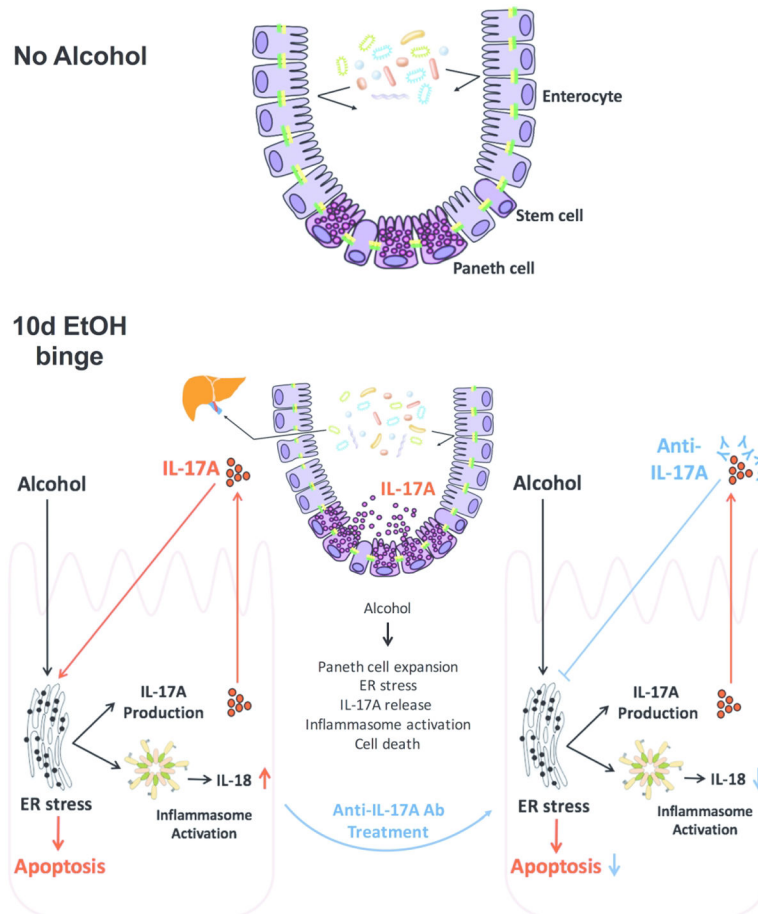 No Alcohol
Enterocyte
Stem cell
Paneth cell
10d EtOH
binge
IL-17A
Alcohol
IL-17A
Production
IL-18
ER stress
Inflammasome
Activation
Apoptosis
IL-17A
Alcohol
Paneth cell expansion
ER stress
IL-17A release
Inflammasome activation
Cell death
Anti-IL-17A Ab
Treatment
Anti-
IL-17A
Alcohol
IL-17A
Production
IL-18
ER stress
Inflammasome
Activation
Apoptosis